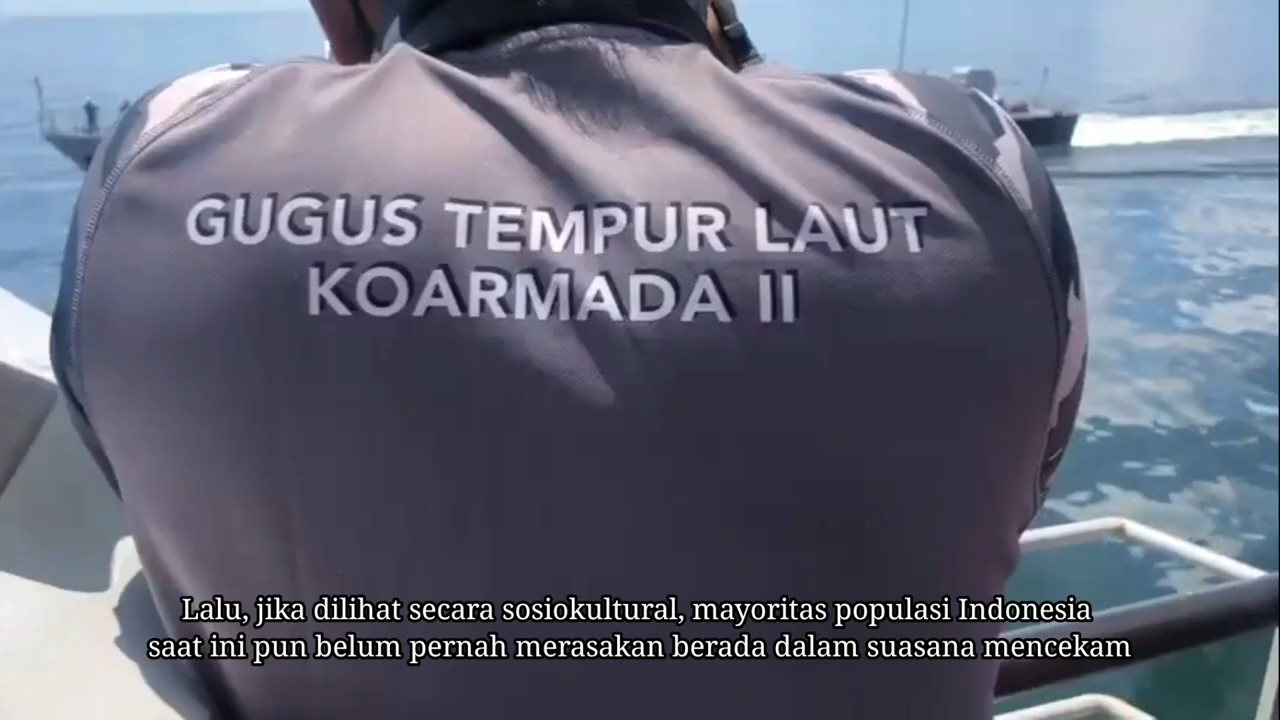 GUGUS TEMPUR LAUT
KOARMADA II
Lalu, jika dilihat secara sosiokultural, mayoritas populasi Indonesia
saat ini pun belum pernah merasakan berada dalam suasana mencekam